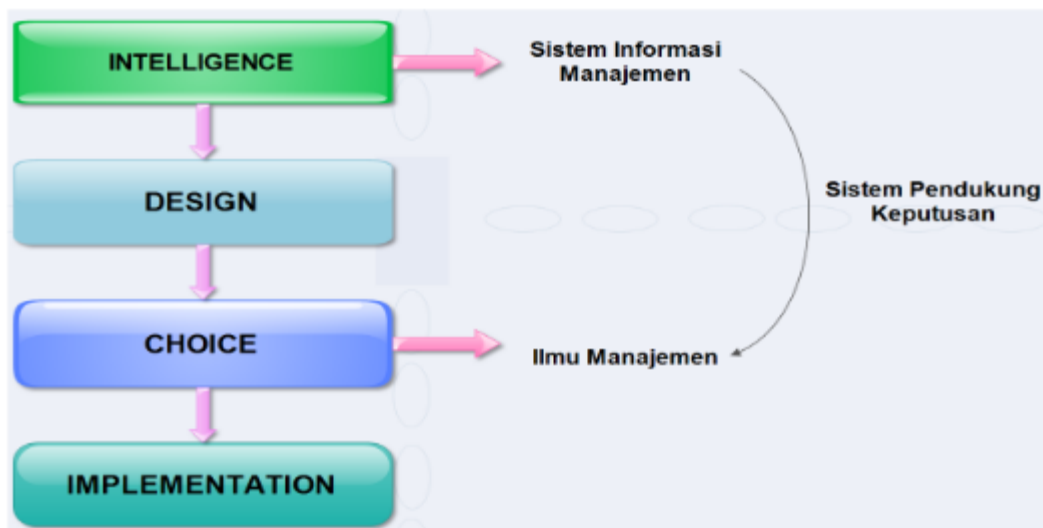 INTELLIGENCE
Sistem Informasi
Manajemen
DESIGN
Sistem Pendukung
Keputusan
CHOICE
Ilmu Manajemen
IMPLEMENTATION